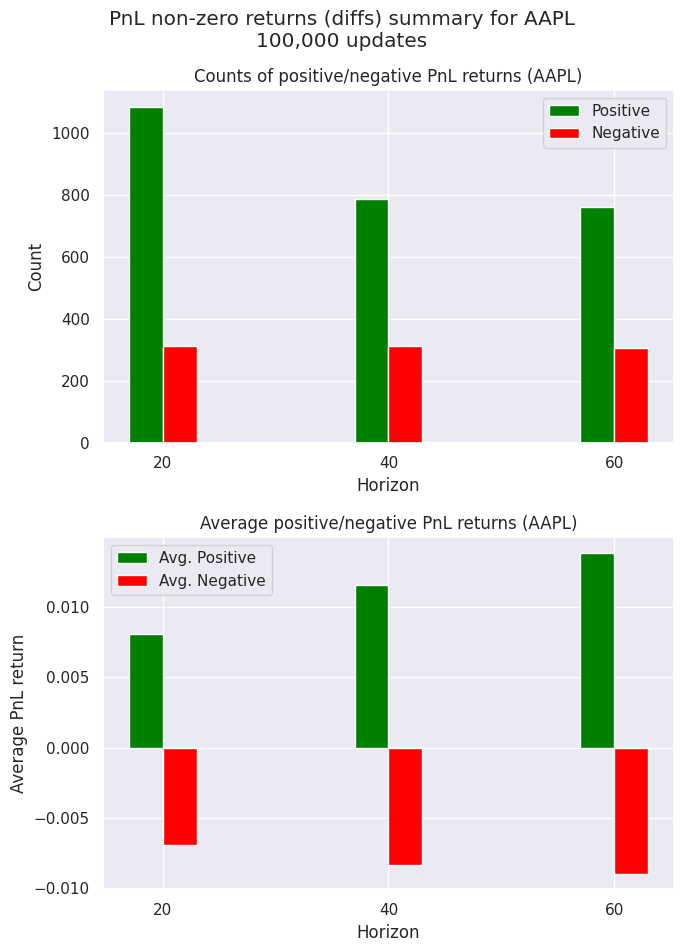 PnL non-zero returns (diffs) summary for AAPL
100,000 updates
Counts of positive/negative PnL returns (AAPL)
Positive
Negative
1000
800
600
400
200
0
Count
20
40
60
Horizon
Average positive/negative PnL returns (AAPL)
Avg. Positive
Avg. Negative
0.010
0.005
0.000
−0.005
−0.010
Average PnL return
20
40
60
Horizon